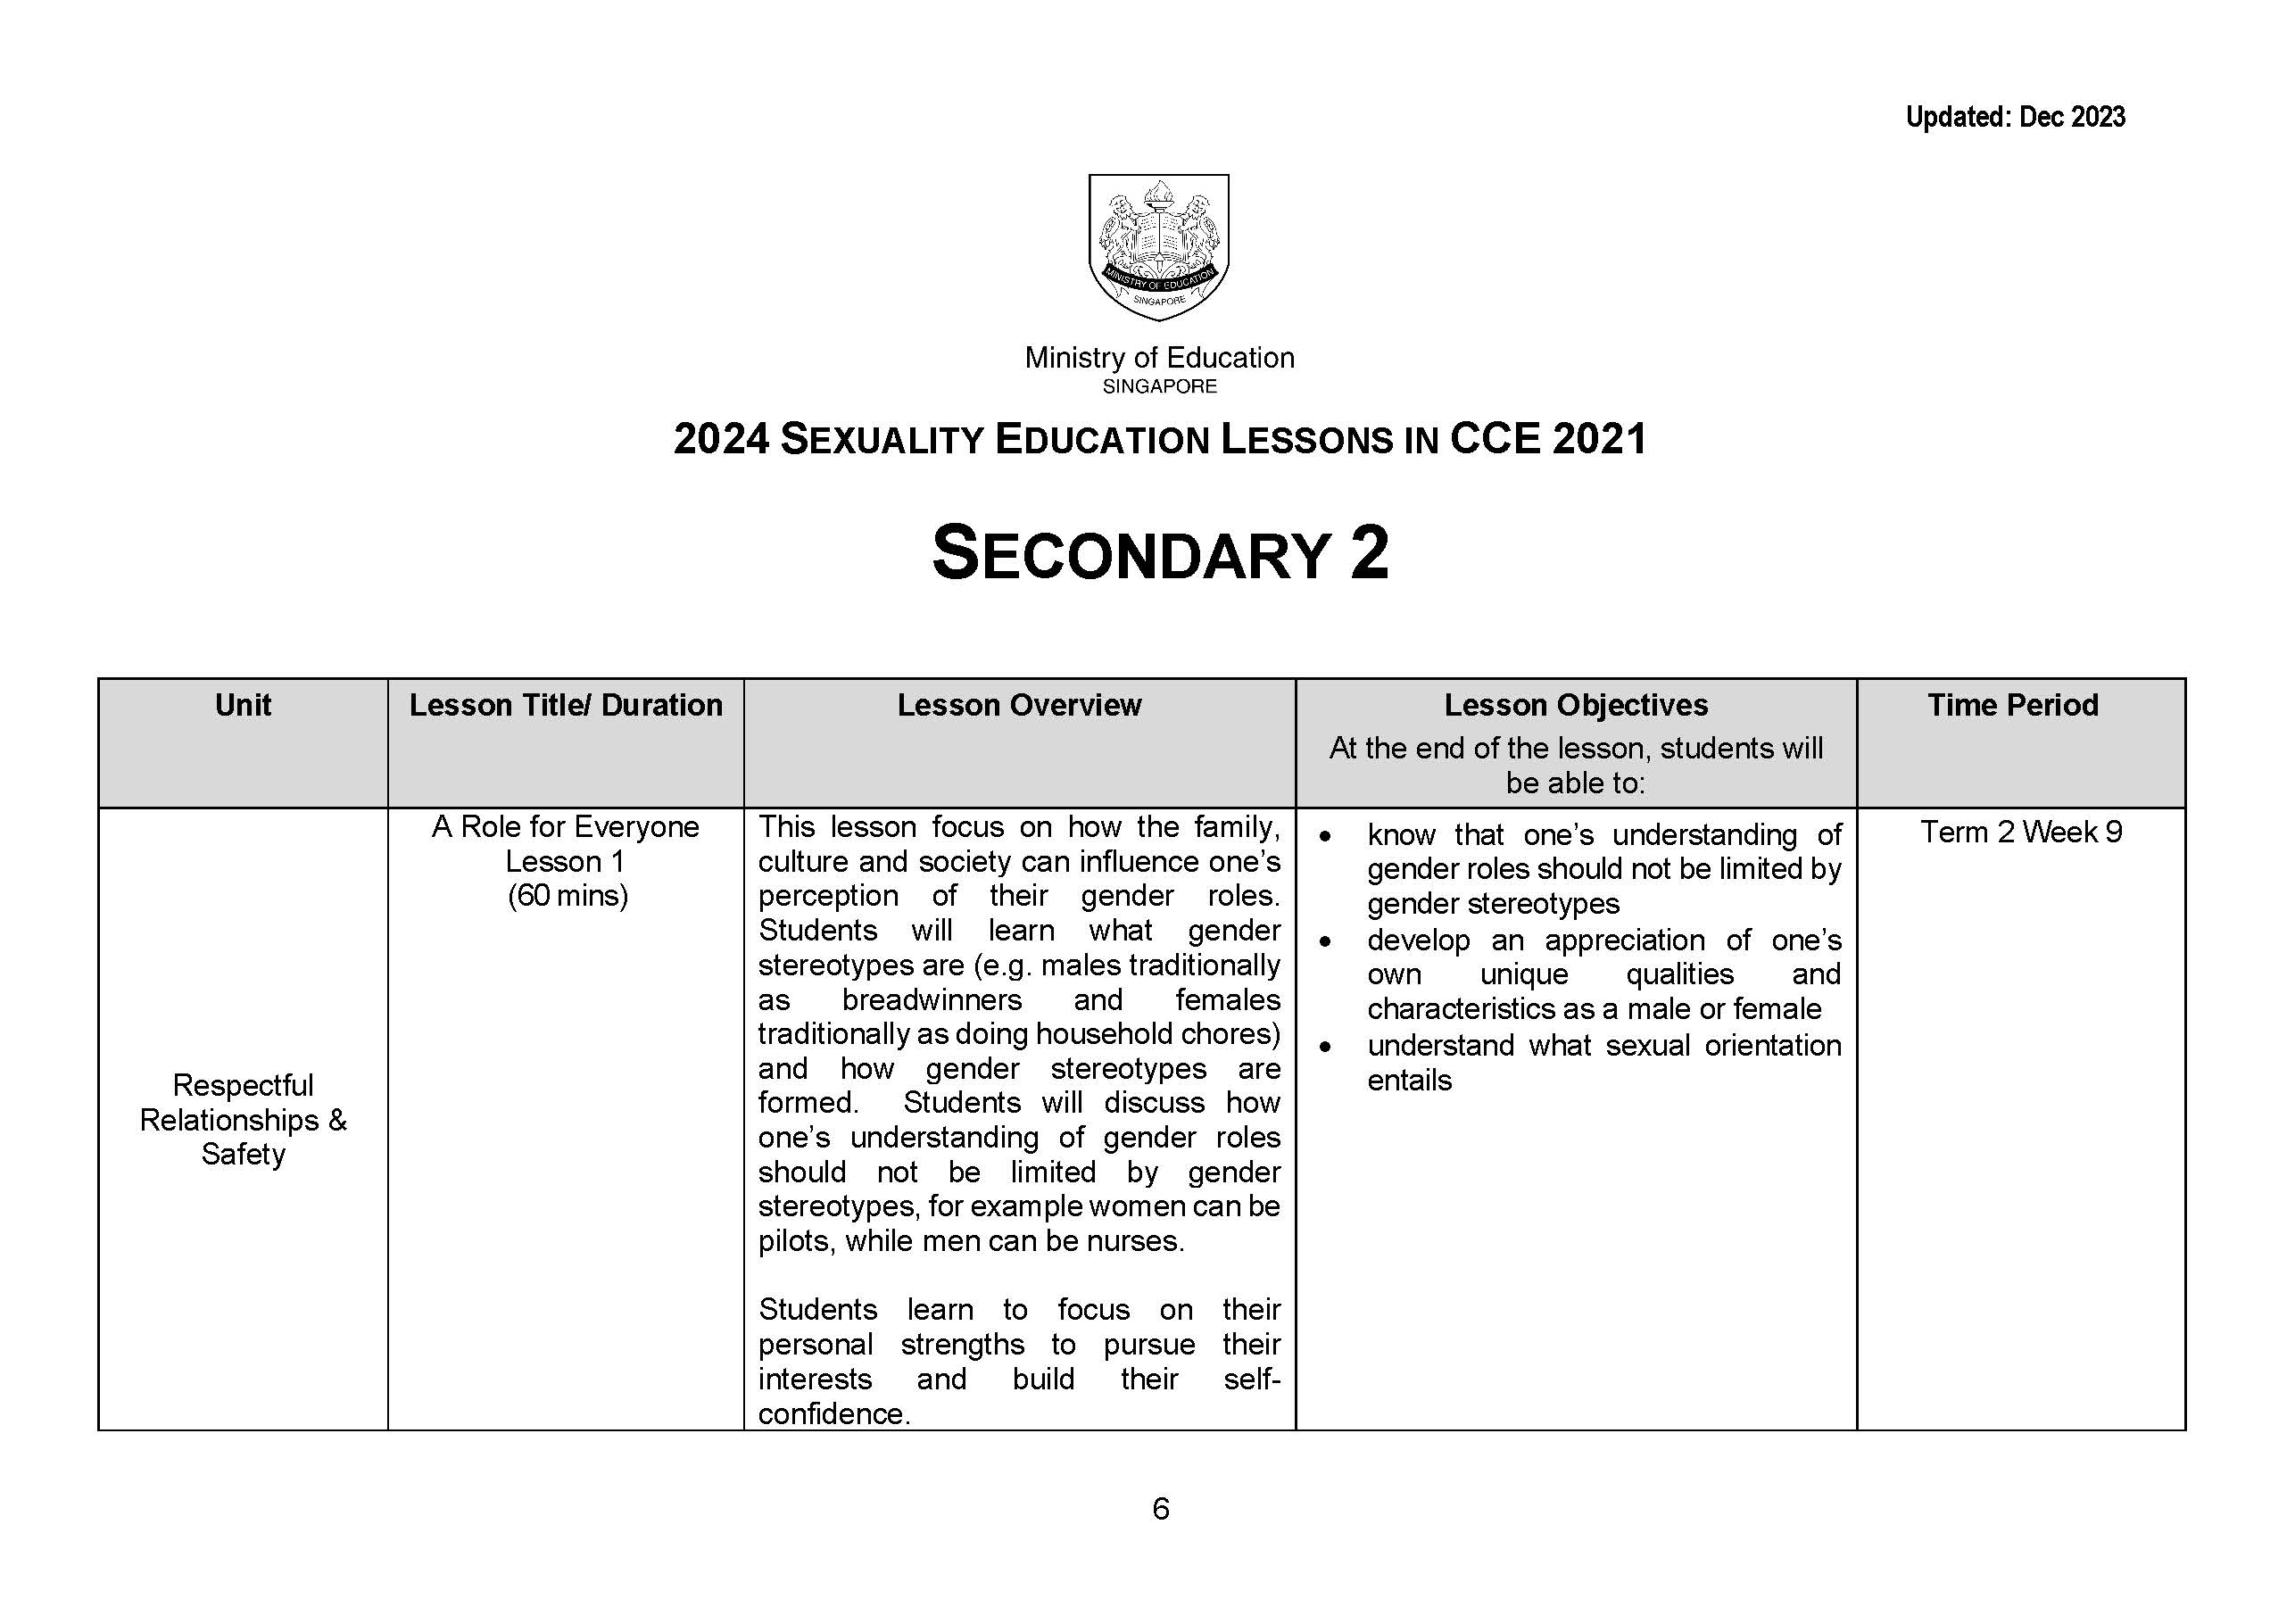 Updated: Dec 2023
MINISTRY OF EDUCATION
SINGAPORE
Ministry of Education
SINGAPORE
2024 SEXUALITY EDUCATION LESSONS IN CCE 2021
SECONDARY 2
Unit
Lesson Title/ Duration
Lesson Overview
Lesson Objectives
At the end of the lesson, students will
be able to:
Time Period
Respectful
Relationships &
Safety
A Role for Everyone
Lesson 1
(60 mins)
This lesson focus on how the family,
culture and society can influence one’s
perception of their gender roles.
Students will learn what gender
stereotypes are (e.g. males traditionally
as breadwinners and females
traditionally as doing household chores)
and how gender stereotypes are
formed. Students will discuss how
one’s understanding of gender roles
should not be limited by gender
stereotypes, for example women can be
pilots, while men can be nurses.
Students learn to focus on their
personal strengths to pursue their
interests and build their self-
confidence.
• know that one’s understanding of
gender roles should not be limited by
gender stereotypes
• develop an appreciation of one’s
own unique qualities and
characteristics as a male or female
• understand what sexual orientation
entails
Term 2 Week 9
6